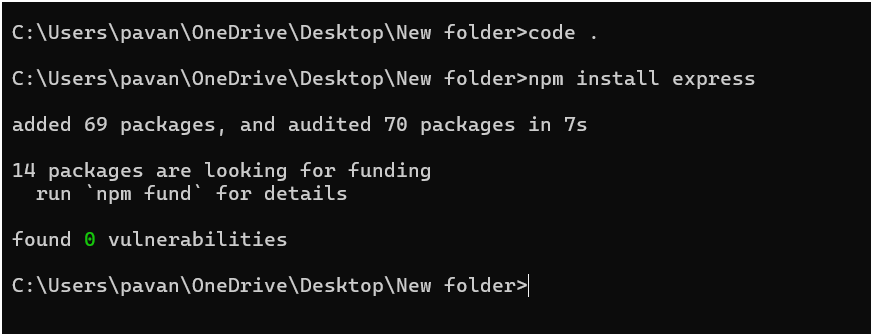 C:\Users\pavan\OneDrive\Desktop\New folder>code .
C:\Users\pavan\OneDrive\Desktop\New folder>npm install express
added 69 packages, and audited 70 packages in 7s
14 packages are looking for funding
  run `npm fund` for details
found 0 vulnerabilities
C:\Users\pavan\OneDrive\Desktop\New folder>